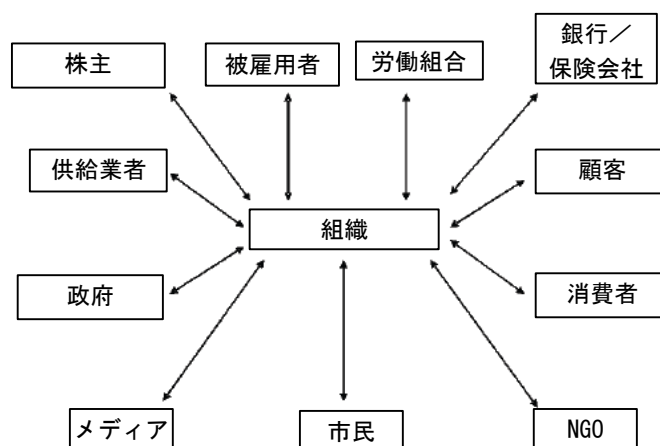 株主
被雇用者
労働組合
銀行／
保険会社
供給業者
顧客
組織
政府
消費者
メディア
市民
NGO